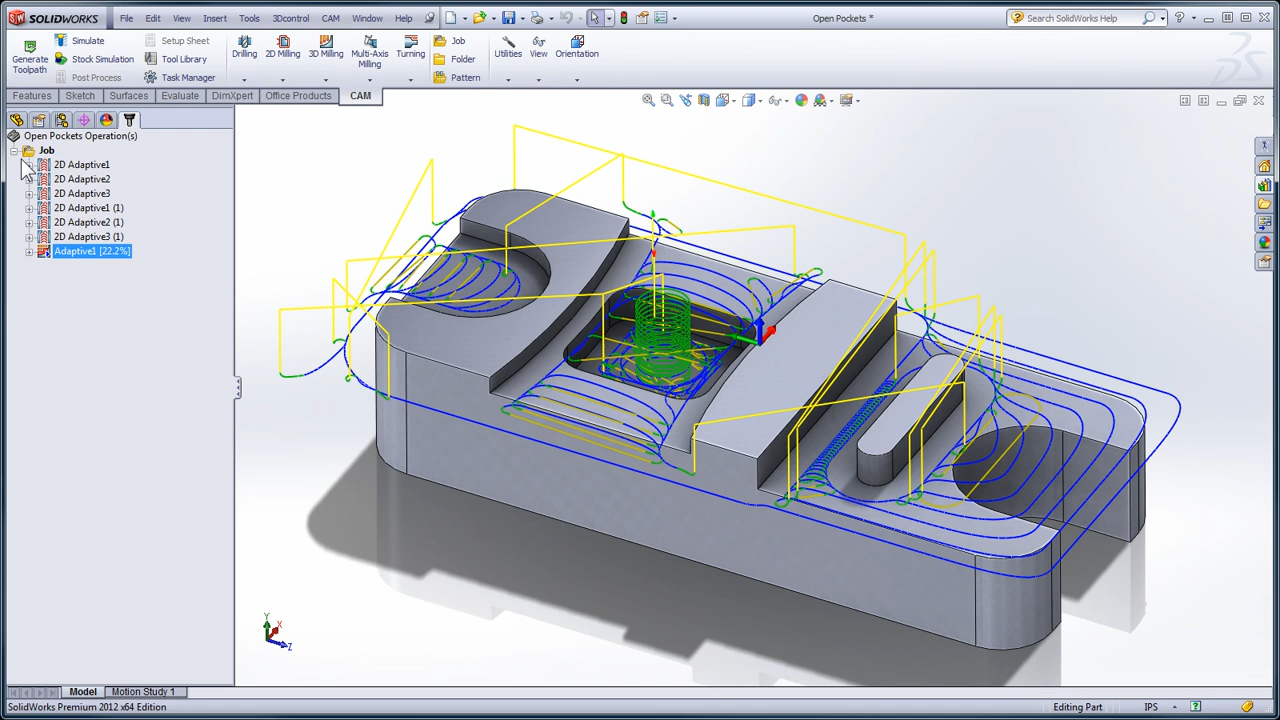 SOLIDWORKS File Edit View Insert Tools 3Dcontrol CAM Window Help Open Pockets * Search SolidWorks Help
Generate Toolpath
Simulate
Stock Simulation
Post Process
Setup Sheet
Tool Library
Task Manager
Drilling
2D Milling
3D Milling
Multi-Axis Milling
Turning
Job
Folder
Pattern
Utilities
View
Orientation
Features Sketch Surfaces Evaluate DimXpert Office Products CAM
Open Pockets Operation(s)
Job
2D Adaptive1
2D Adaptive2
2D Adaptive3
2D Adaptive1 (1)
2D Adaptive2 (1)
2D Adaptive3 (1)
Adaptive1 [22.2%]
Y
X
Z
Model Motion Study 1
SolidWorks Premium 2012 x64 Edition Editing Part IPS